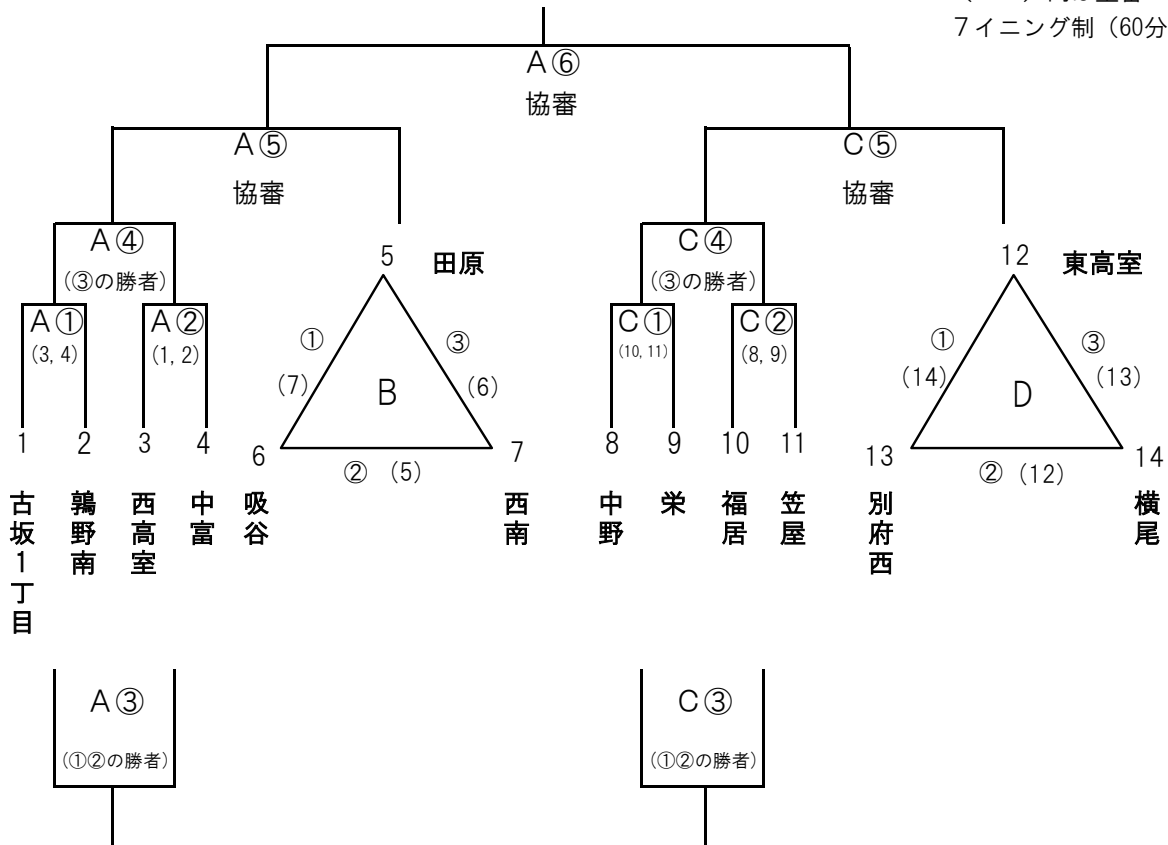 7イニング制（60分
A⑥
協審
A⑤
C⑤
協審
協審
A④
C④
(③の勝者)
(③の勝者)
5
田原
12
東高室
A①
A②
C①
C②
(3, 4)
(1, 2)
(10, 11)
(8, 9)
①
③
①
③
(7)
(6)
(14)
(13)
B
D
1
2
3
4
6
7
8
9
10
11
13
14
② (5)
② (12)
古坂1丁目
鶉野南
西高室
中富
吸谷
西南
中野
栄
福居
笠屋
別府西
横尾
A③
C③
(①②の勝者)
(①②の勝者)